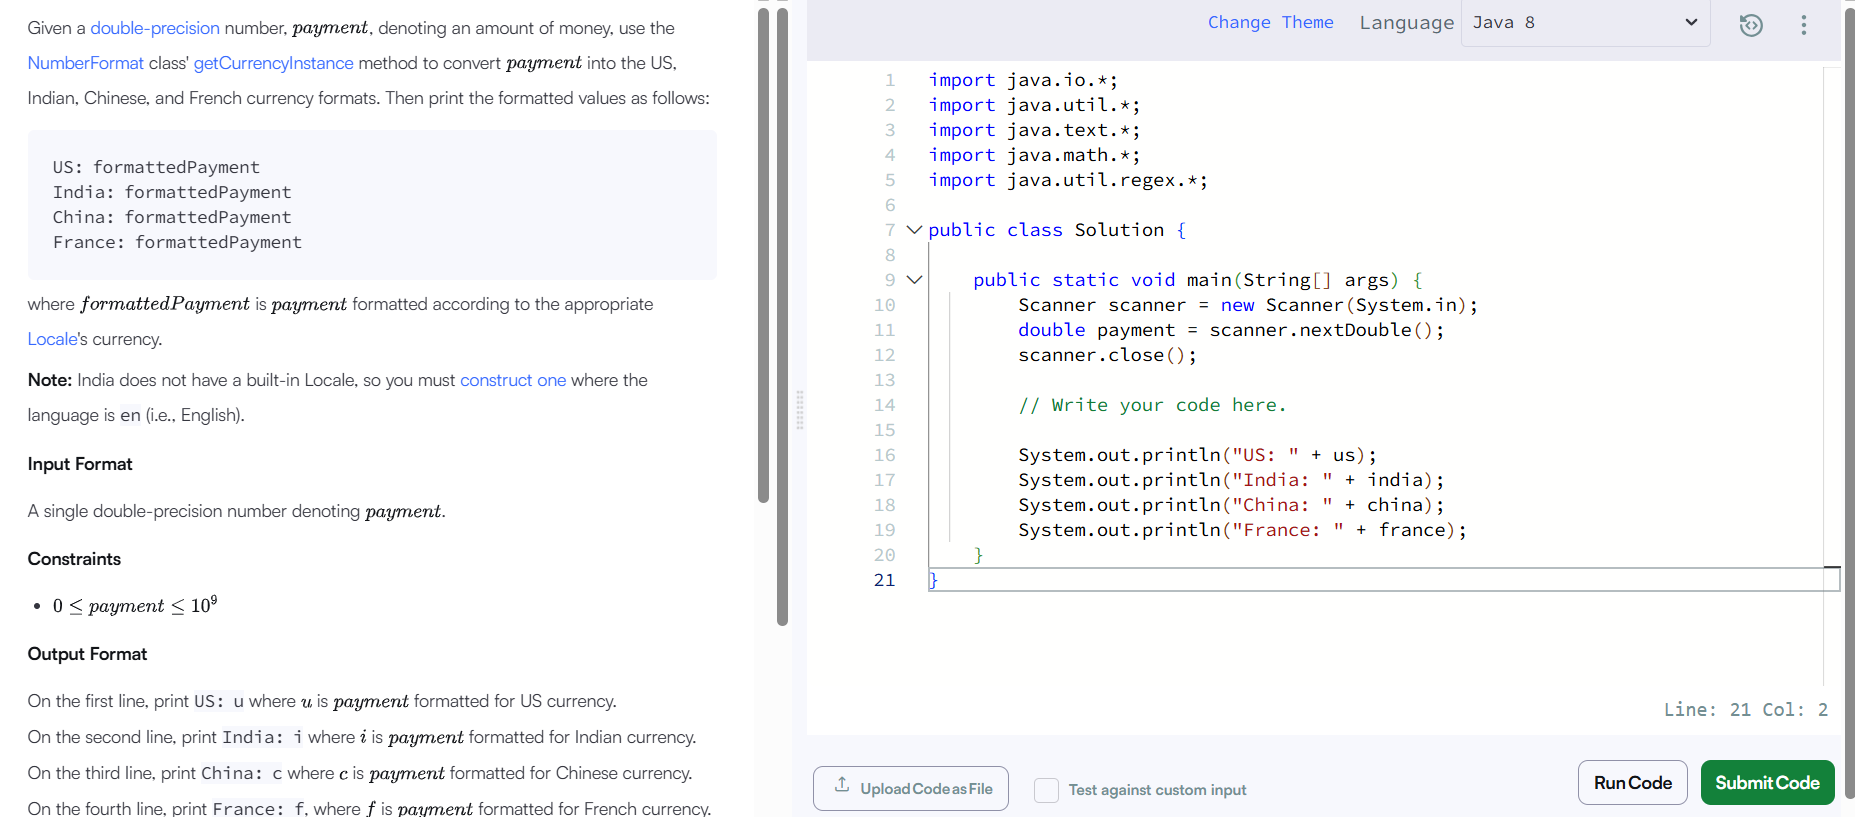 Given a double-precision number, payment, denoting an amount of money, use the
NumberFormat class' getCurrencyInstance method to convert payment into the US,
Indian, Chinese, and French currency formats. Then print the formatted values as follows:
US: formattedPayment
India: formattedPayment
China: formattedPayment
France: formattedPayment
where formattedPayment is payment formatted according to the appropriate
Locale's currency.
Note: India does not have a built-in Locale, so you must construct one where the
language is en (i.e., English).
Input Format
A single double-precision number denoting payment.
Constraints
• 0 ≤ payment ≤ 10⁹
Output Format
On the first line, print US: u where u is payment formatted for US currency.
On the second line, print India: i where i is payment formatted for Indian currency.
On the third line, print China: c where c is payment formatted for Chinese currency.
On the fourth line, print France: f, where f is payment formatted for French currency.
Change Theme Language Java 8
1 import java.io.*;
2 import java.util.*;
3 import java.text.*;
4 import java.math.*;
5 import java.util.regex.*;
6
7 public class Solution {
8
9 public static void main(String[] args) {
10 Scanner scanner = new Scanner(System.in);
11 double payment = scanner.nextDouble();
12 scanner.close();
13
14 // Write your code here.
15
16 System.out.println("US: " + us);
17 System.out.println("India: " + india);
18 System.out.println("China: " + china);
19 System.out.println("France: " + france);
20 }
21 }
Line: 21 Col: 2
Upload Code as File Test against custom input Run Code Submit Code